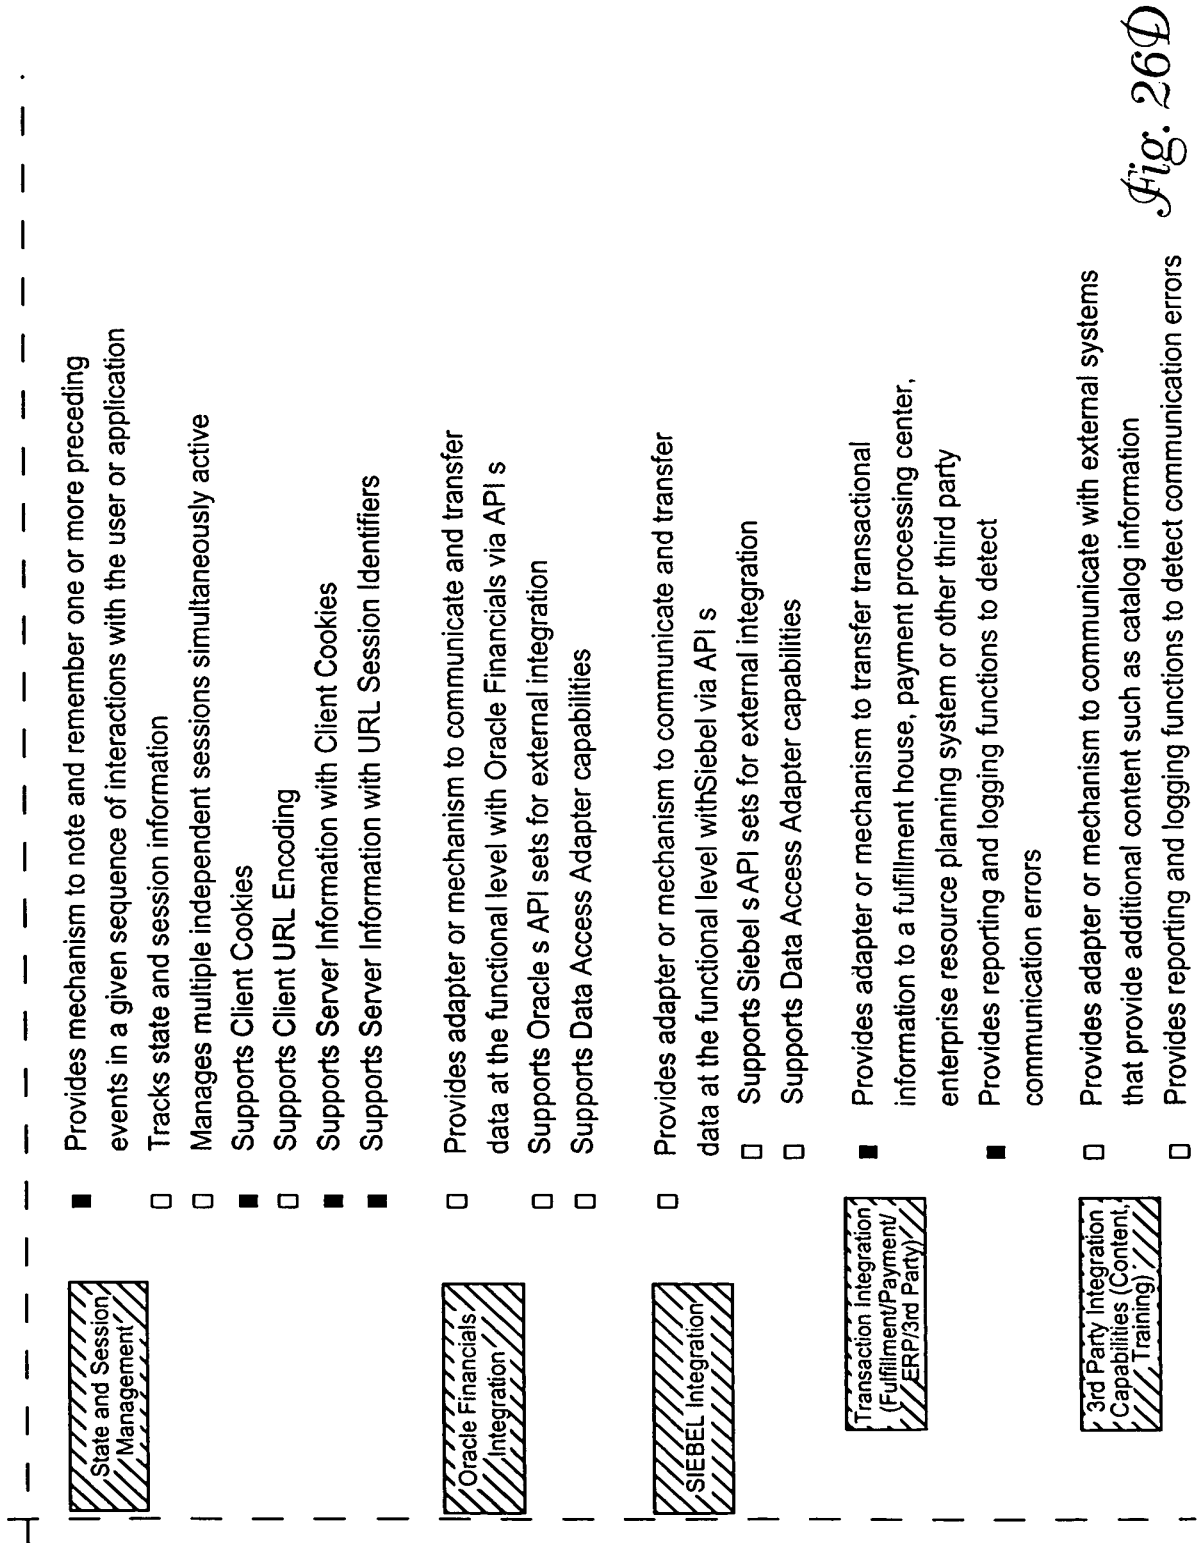 State and Session
Management
Provides mechanism to note and remember one or more preceding
events in a given sequence of interactions with the user or application
Tracks state and session information
Manages multiple independent sessions simultaneously active
Supports Client Cookies
Supports Client URL Encoding
Supports Server Information with Client Cookies
Supports Server Information with URL Session Identifiers
Oracle Financials
Integration
Provides adapter or mechanism to communicate and transfer
data at the functional level with Oracle Financials via API s
Supports Oracle s API sets for external integration
Supports Data Access Adapter capabilities
SIEBEL Integration
Provides adapter or mechanism to communicate and transfer
data at the functional level withSiebel via API s
Supports Siebel s API sets for external integration
Supports Data Access Adapter capabilities
Transaction Integration
(Fulfillment/Payment/
ERP/3rd Party)
Provides adapter or mechanism to transfer transactional
information to a fulfillment house, payment processing center,
enterprise resource planning system or other third party
Provides reporting and logging functions to detect
communication errors
3rd Party Integration
Capabilities (Content,
Training)
Provides adapter or mechanism to communicate with external systems
that provide additional content such as catalog information
Provides reporting and logging functions to detect communication errors
Fig. 26D